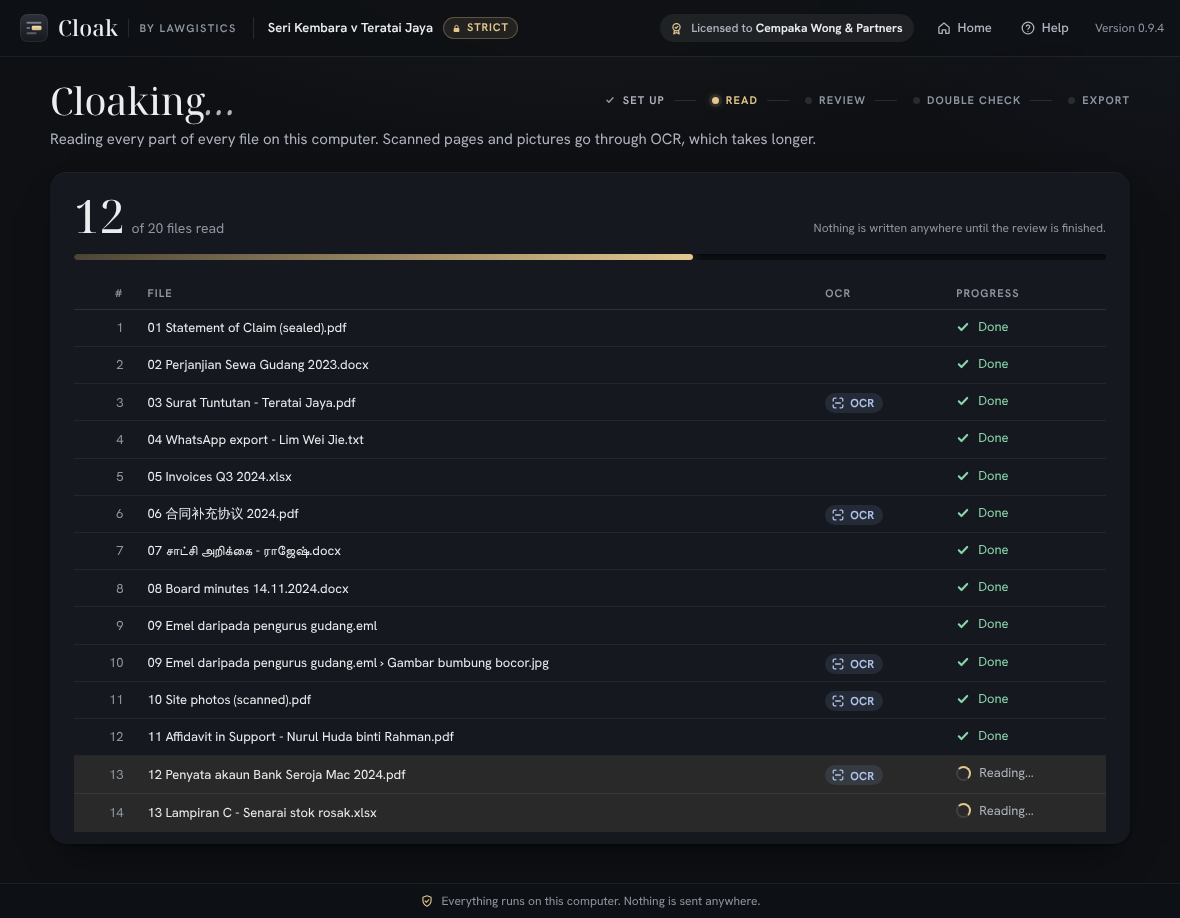 Cloak BY LAWGISTICS Seri Kembara v Teratai Jaya STRICT Licensed to Cempaka Wong & Partners Home Help Version 0.9.4
Cloaking...
SET UP READ REVIEW DOUBLE CHECK EXPORT
Reading every part of every file on this computer. Scanned pages and pictures go through OCR, which takes longer.
12 of 20 files read Nothing is written anywhere until the review is finished.
# FILE OCR PROGRESS
1 01 Statement of Claim (sealed).pdf Done
2 02 Perjanjian Sewa Gudang 2023.docx Done
3 03 Surat Tuntutan - Teratai Jaya.pdf OCR Done
4 04 WhatsApp export - Lim Wei Jie.txt Done
5 05 Invoices Q3 2024.xlsx Done
6 06 合同补充协议 2024.pdf OCR Done
7 07 சாட்சி அறிக்கை - ராஜேஷ்.docx Done
8 08 Board minutes 14.11.2024.docx Done
9 09 Emel daripada pengurus gudang.eml Done
10 09 Emel daripada pengurus gudang.eml › Gambar bumbung bocor.jpg OCR Done
11 10 Site photos (scanned).pdf OCR Done
12 11 Affidavit in Support - Nurul Huda binti Rahman.pdf Done
13 12 Penyata akaun Bank Seroja Mac 2024.pdf OCR Reading...
14 13 Lampiran C - Senarai stok rosak.xlsx Reading...
Everything runs on this computer. Nothing is sent anywhere.